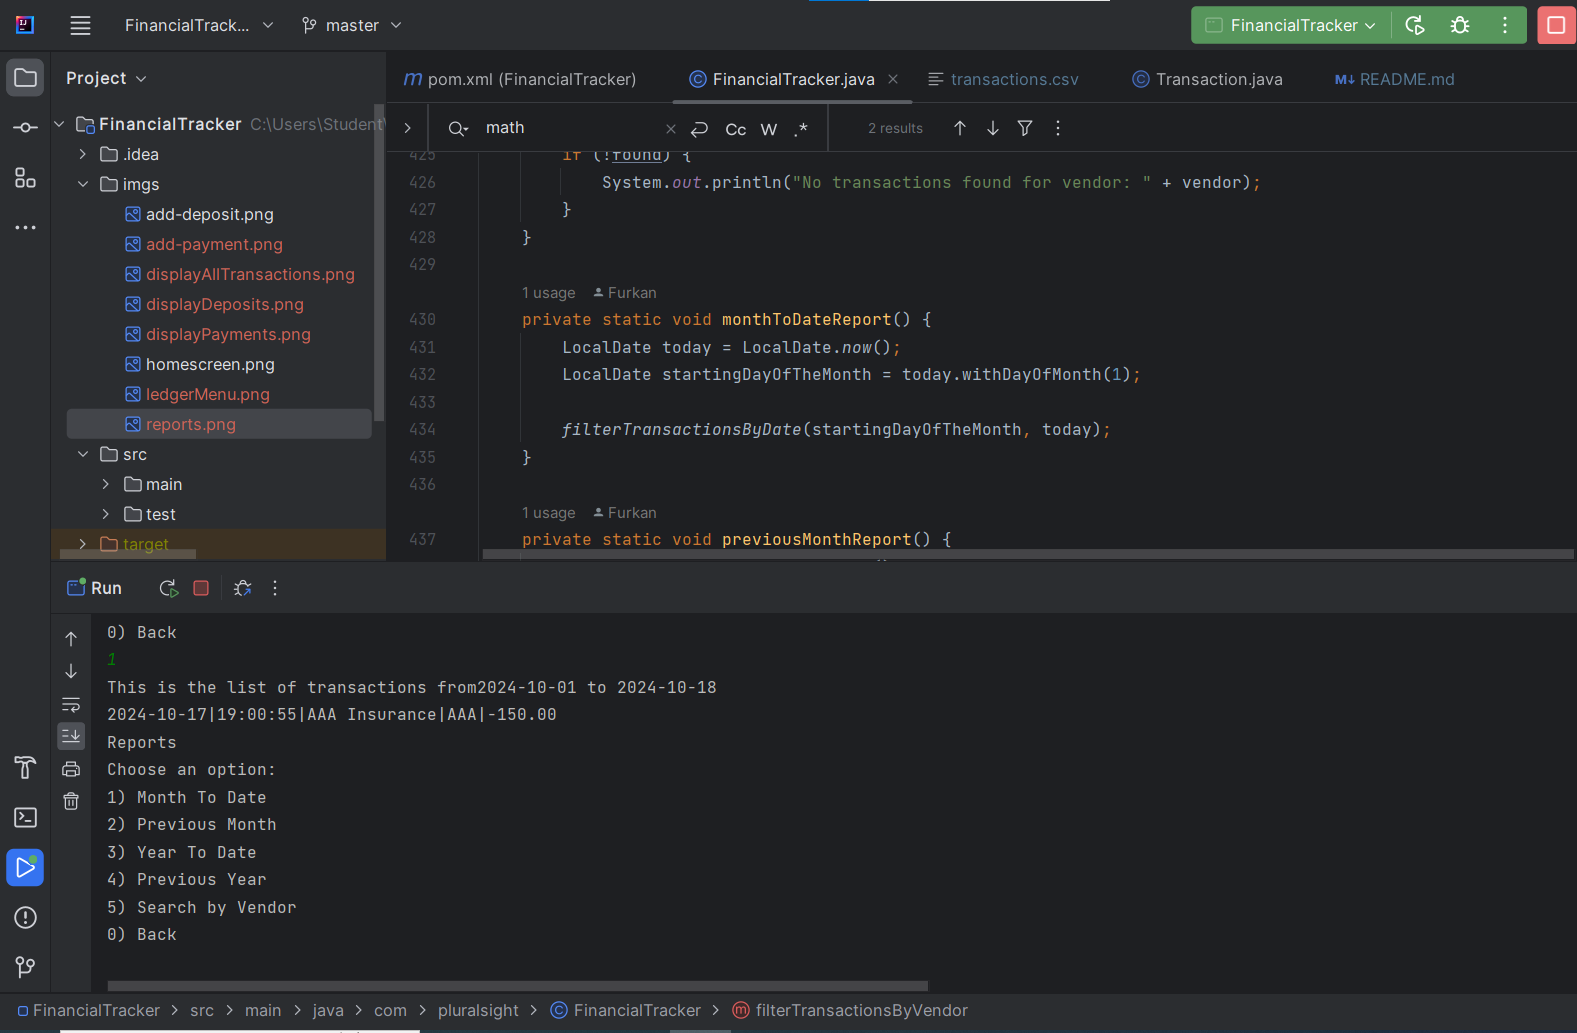 FinancialTrack...
master
FinancialTracker
Project
pom.xml (FinancialTracker)
FinancialTracker.java
transactions.csv
Transaction.java
README.md
math
Cc W .*
2 results
FinancialTracker C:\Users\Student\
.idea
imgs
add-deposit.png
add-payment.png
displayAllTransactions.png
displayDeposits.png
displayPayments.png
homescreen.png
ledgerMenu.png
reports.png
src
main
test
target
425 if (!found) {
426 System.out.println("No transactions found for vendor: " + vendor);
427 }
428 }
429
1 usage Furkan
430 private static void monthToDateReport() {
431 LocalDate today = LocalDate.now();
432 LocalDate startingDayOfTheMonth = today.withDayOfMonth(1);
433
434 filterTransactionsByDate(startingDayOfTheMonth, today);
435 }
436
1 usage Furkan
437 private static void previousMonthReport() {
Run
0) Back
1
This is the list of transactions from2024-10-01 to 2024-10-18
2024-10-17|19:00:55|AAA Insurance|AAA|-150.00
Reports
Choose an option:
1) Month To Date
2) Previous Month
3) Year To Date
4) Previous Year
5) Search by Vendor
0) Back
FinancialTracker > src > main > java > com > pluralsight > FinancialTracker > filterTransactionsByVendor